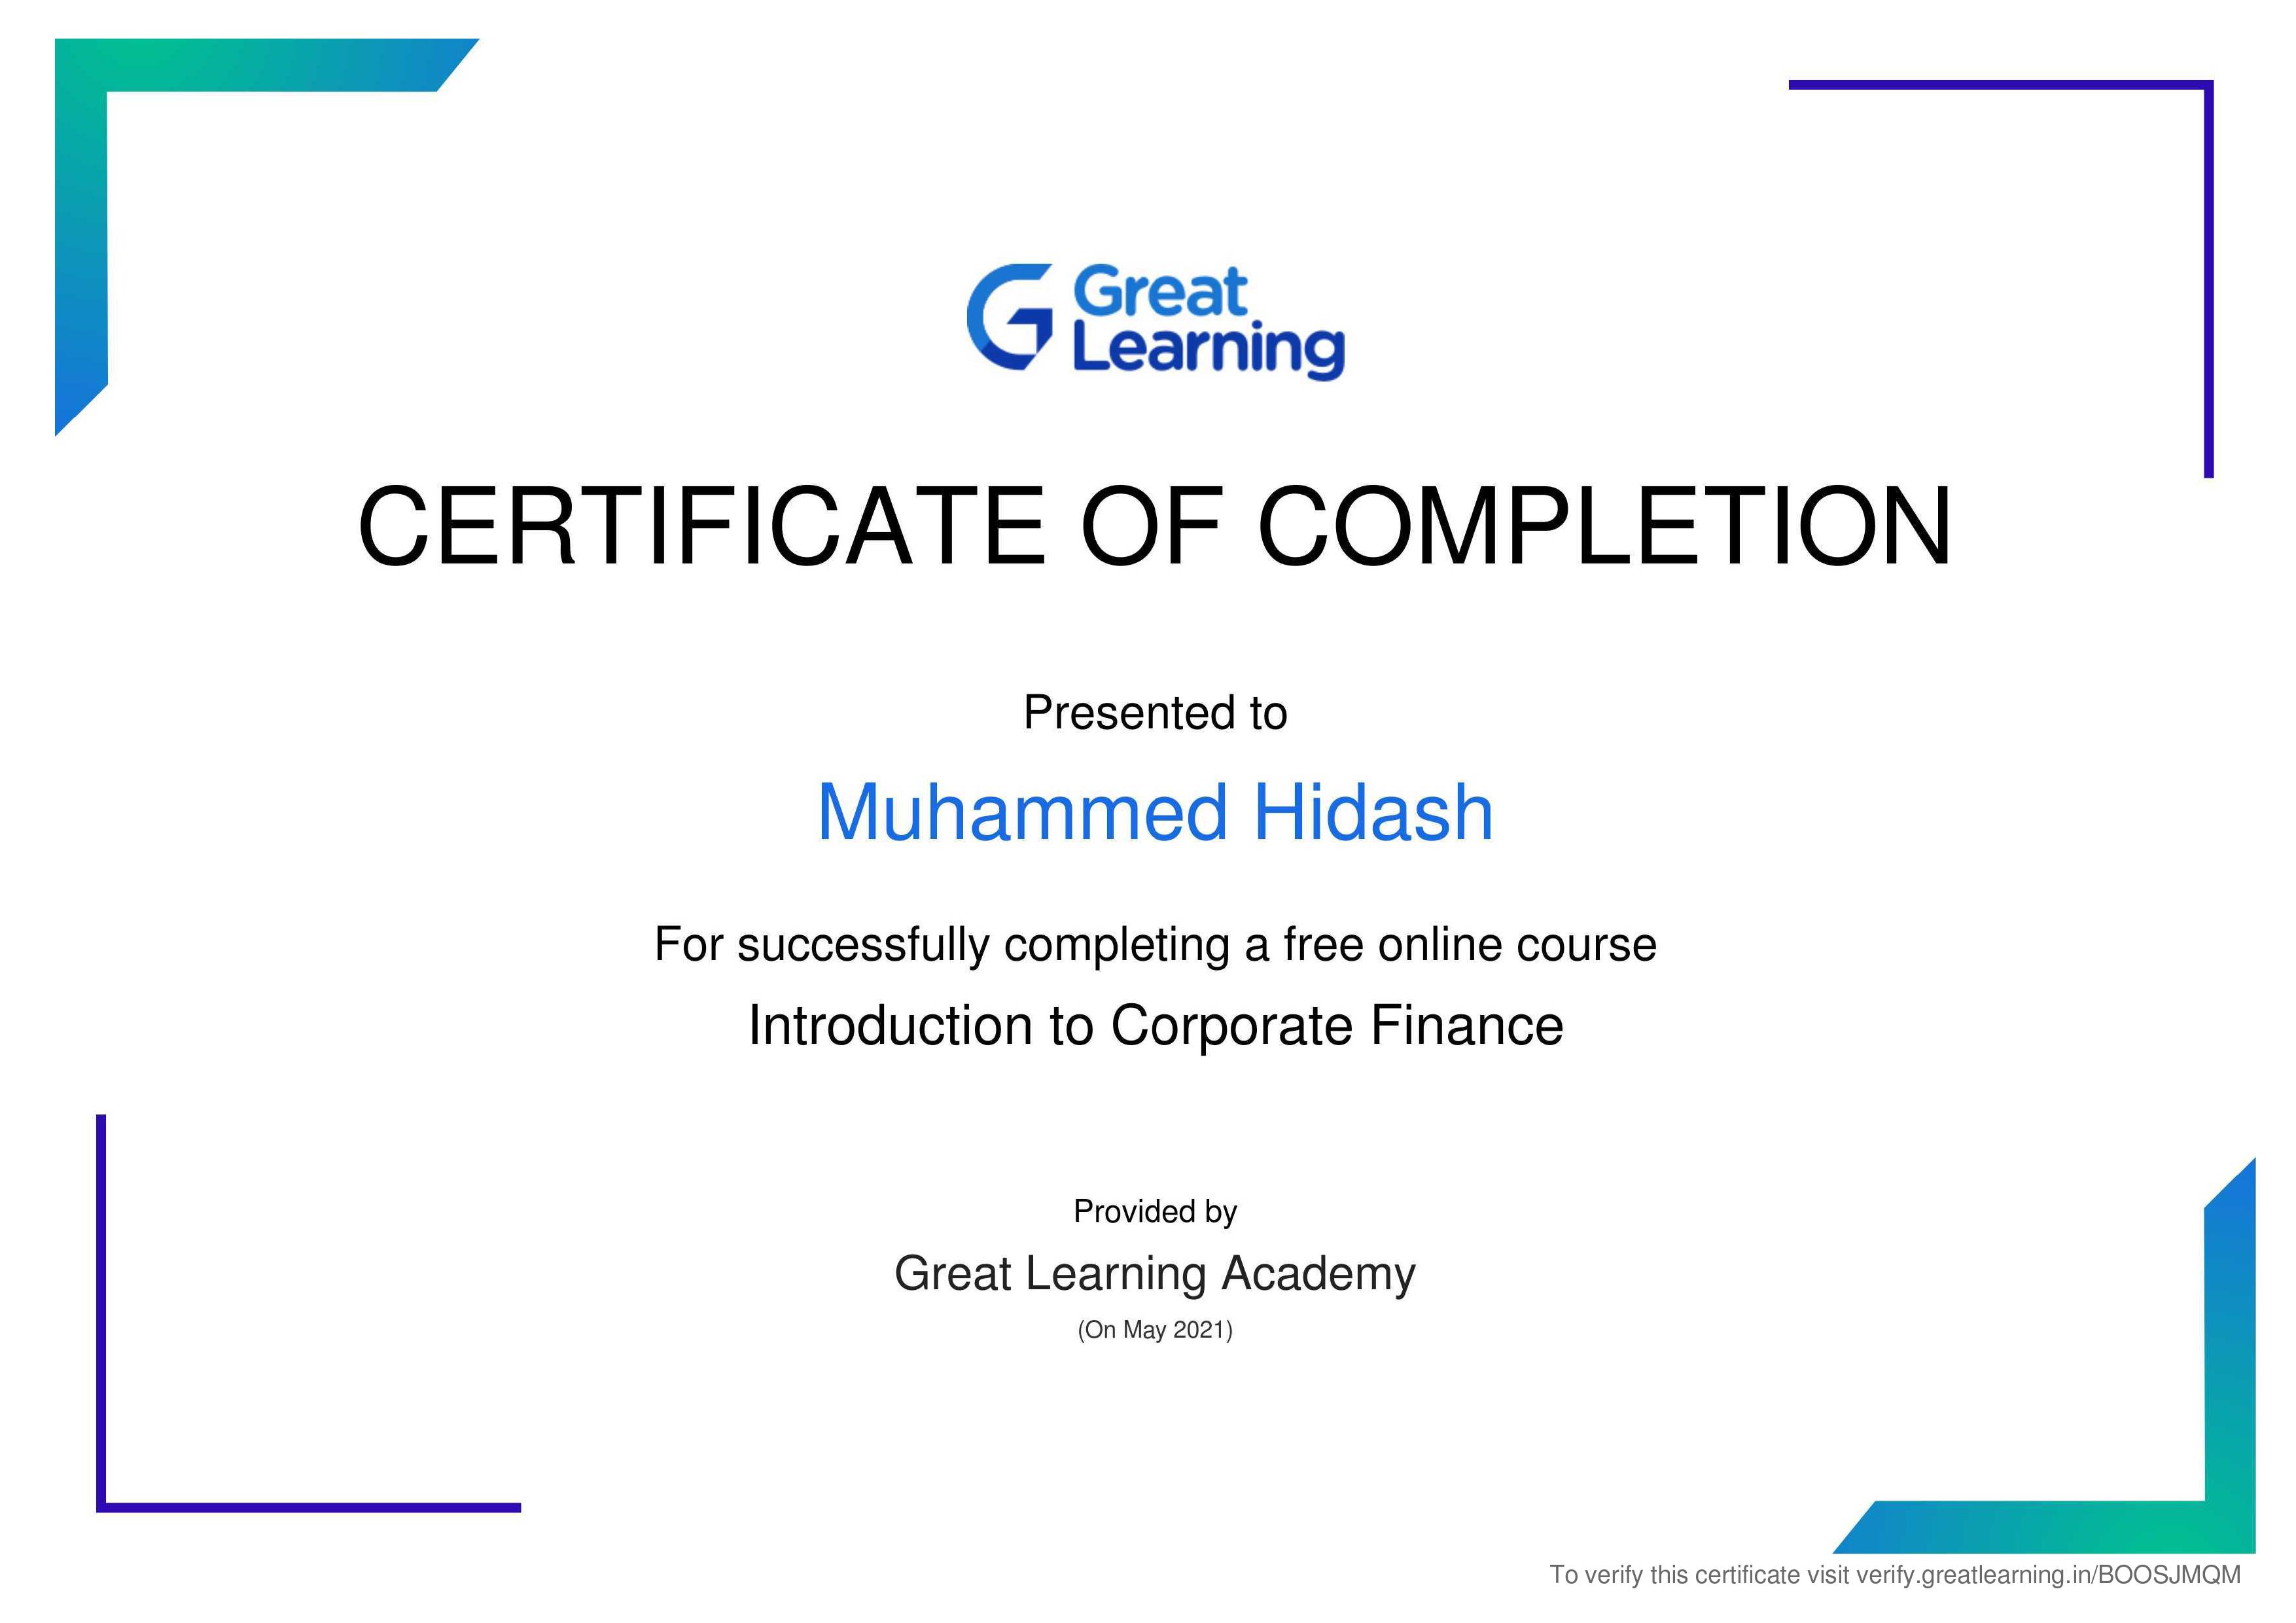 Great
Learning
CERTIFICATE OF COMPLETION
Presented to
Muhammed Hidash
For successfully completing a free online course
Introduction to Corporate Finance
Provided by
Great Learning Academy
(On May 2021)
To verify this certificate visit verify.greatlearning.in/BOOSJMQM